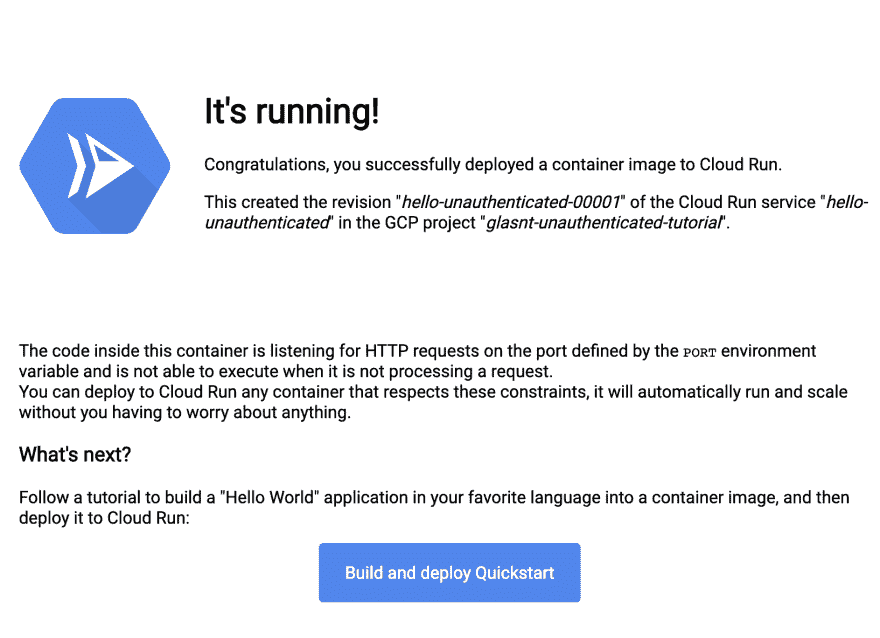 It's running!
Congratulations, you successfully deployed a container image to Cloud Run.
This created the revision "hello-unauthenticated-00001" of the Cloud Run service "hello-
unauthenticated" in the GCP project "glasnt-unauthenticated-tutorial".
The code inside this container is listening for HTTP requests on the port defined by the PORT environment
variable and is not able to execute when it is not processing a request.
You can deploy to Cloud Run any container that respects these constraints, it will automatically run and scale
without you having to worry about anything.
What's next?
Follow a tutorial to build a "Hello World" application in your favorite language into a container image, and then
deploy it to Cloud Run:
Build and deploy Quickstart